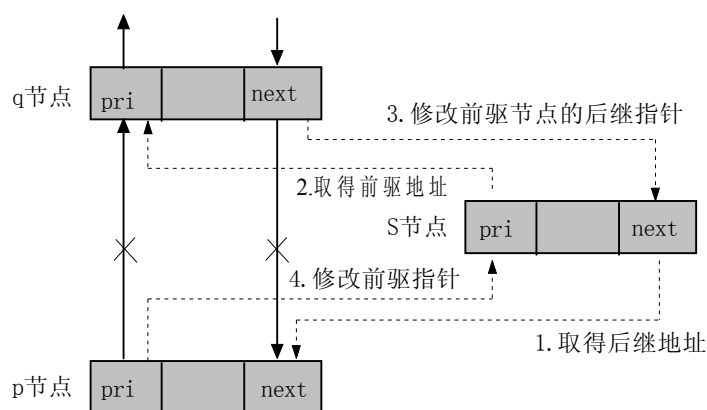 q节点 pri next
3.修改前驱节点的后继指针
2.取得前驱地址
S节点 pri next
4.修改前驱指针
1.取得后继地址
p节点 pri next